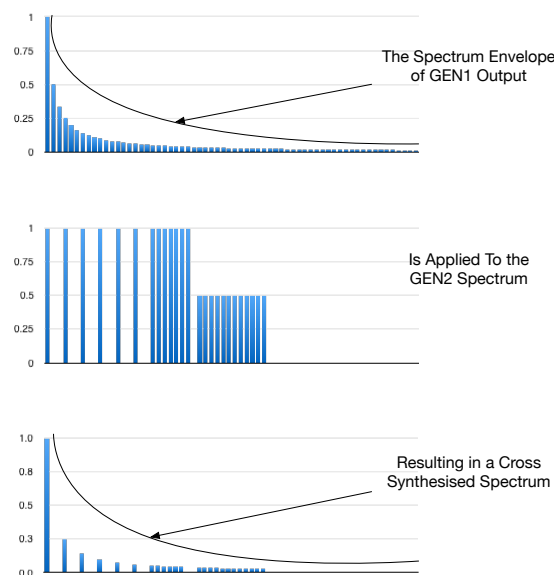 1
The Spectrum Envelope
of GEN1 Output
0.75
0.5
0.25
0
1
Is Applied To the
GEN2 Spectrum
0.75
0.5
0.25
0
1.0
Resulting in a Cross
Synthesised Spectrum
0.8
0.5
0.3
0.0